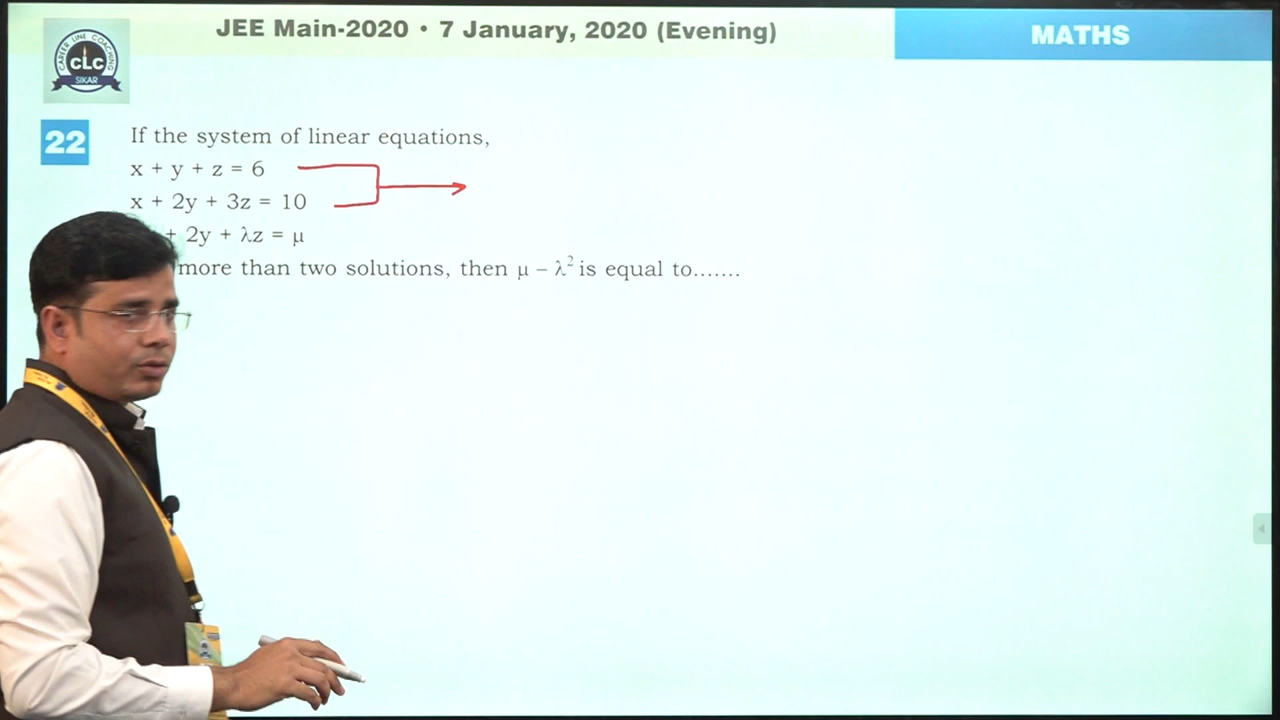 JEE Main-2020 • 7 January, 2020 (Evening)
MATHS
CAREER LINE COACHING
CLC
SIKAR
22
If the system of linear equations,
x + y + z = 6
x + 2y + 3z = 10
+ 2y + λz = μ
more than two solutions, then μ – λ² is equal to.......